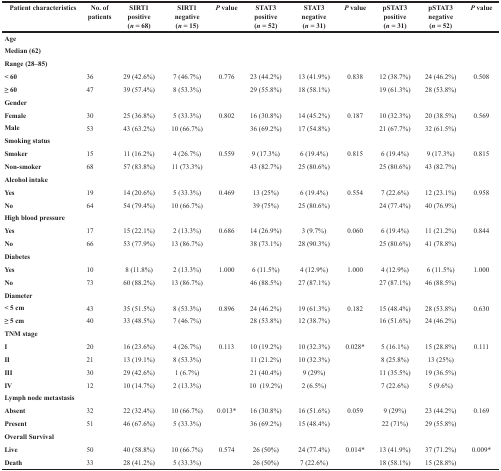 Patient characteristics No. of patients SIRT1 positive (n = 68) SIRT1 negative (n = 15) P value STAT3 positive (n = 52) STAT3 negative (n = 31) P value pSTAT3 positive (n = 31) pSTAT3 negative (n = 52) P value
Age
Median (62)
Range (28–85)
< 60 36 29 (42.6%) 7 (46.7%) 0.776 23 (44.2%) 13 (41.9%) 0.838 12 (38.7%) 24 (46.2%) 0.508
≥ 60 47 39 (57.4%) 8 (53.3%) 29 (55.8%) 18 (58.1%) 19 (61.3%) 28 (53.8%)
Gender
Female 30 25 (36.8%) 5 (33.3%) 0.802 16 (30.8%) 14 (45.2%) 0.187 10 (32.3%) 20 (38.5%) 0.569
Male 53 43 (63.2%) 10 (66.7%) 36 (69.2%) 17 (54.8%) 21 (67.7%) 32 (61.5%)
Smoking status
Smoker 15 11 (16.2%) 4 (26.7%) 0.559 9 (17.3%) 6 (19.4%) 0.815 6 (19.4%) 9 (17.3%) 0.815
Non-smoker 68 57 (83.8%) 11 (73.3%) 43 (82.7%) 25 (80.6%) 25 (80.6%) 43 (82.7%)
Alcohol intake
Yes 19 14 (20.6%) 5 (33.3%) 0.469 13 (25%) 6 (19.4%) 0.554 7 (22.6%) 12 (23.1%) 0.958
No 64 54 (79.4%) 10 (66.7%) 39 (75%) 25 (80.6%) 24 (77.4%) 40 (76.9%)
High blood pressure
Yes 17 15 (22.1%) 2 (13.3%) 0.686 14 (26.9%) 3 (9.7%) 0.060 6 (19.4%) 11 (21.2%) 0.844
No 66 53 (77.9%) 13 (86.7%) 38 (73.1%) 28 (90.3%) 25 (80.6%) 41 (78.8%)
Diabetes
Yes 10 8 (11.8%) 2 (13.3%) 1.000 6 (11.5%) 4 (12.9%) 1.000 4 (12.9%) 6 (11.5%) 1.000
No 73 60 (88.2%) 13 (86.7%) 46 (88.5%) 27 (87.1%) 27 (87.1%) 46 (88.5%)
Diameter
< 5 cm 43 35 (51.5%) 8 (53.3%) 0.896 24 (46.2%) 19 (61.3%) 0.182 15 (48.4%) 28 (53.8%) 0.630
≥ 5 cm 40 33 (48.5%) 7 (46.7%) 28 (53.8%) 12 (38.7%) 16 (51.6%) 24 (46.2%)
TNM stage
I 20 16 (23.6%) 4 (26.7%) 0.113 10 (19.2%) 10 (32.3%) 0.028* 5 (16.1%) 15 (28.8%) 0.111
II 21 13 (19.1%) 8 (53.3%) 11 (21.2%) 10 (32.3%) 8 (25.8%) 13 (25%)
III 30 29 (42.6%) 1 (6.7%) 21 (40.4%) 9 (29%) 11 (35.5%) 19 (36.5%)
IV 12 10 (14.7%) 2 (13.3%) 10 (19.2%) 2 (6.5%) 7 (22.6%) 5 (9.6%)
Lymph node metastasis
Absent 32 22 (32.4%) 10 (66.7%) 0.013* 16 (30.8%) 16 (51.6%) 0.059 9 (29%) 23 (44.2%) 0.169
Present 51 46 (67.6%) 5 (33.3%) 36 (69.2%) 15 (48.4%) 22 (71%) 29 (55.8%)
Overall Survival
Live 50 40 (58.8%) 10 (66.7%) 0.574 26 (50%) 24 (77.4%) 0.014* 13 (41.9%) 37 (71.2%) 0.009*
Death 33 28 (41.2%) 5 (33.3%) 26 (50%) 7 (22.6%) 18 (58.1%) 15 (28.8%)